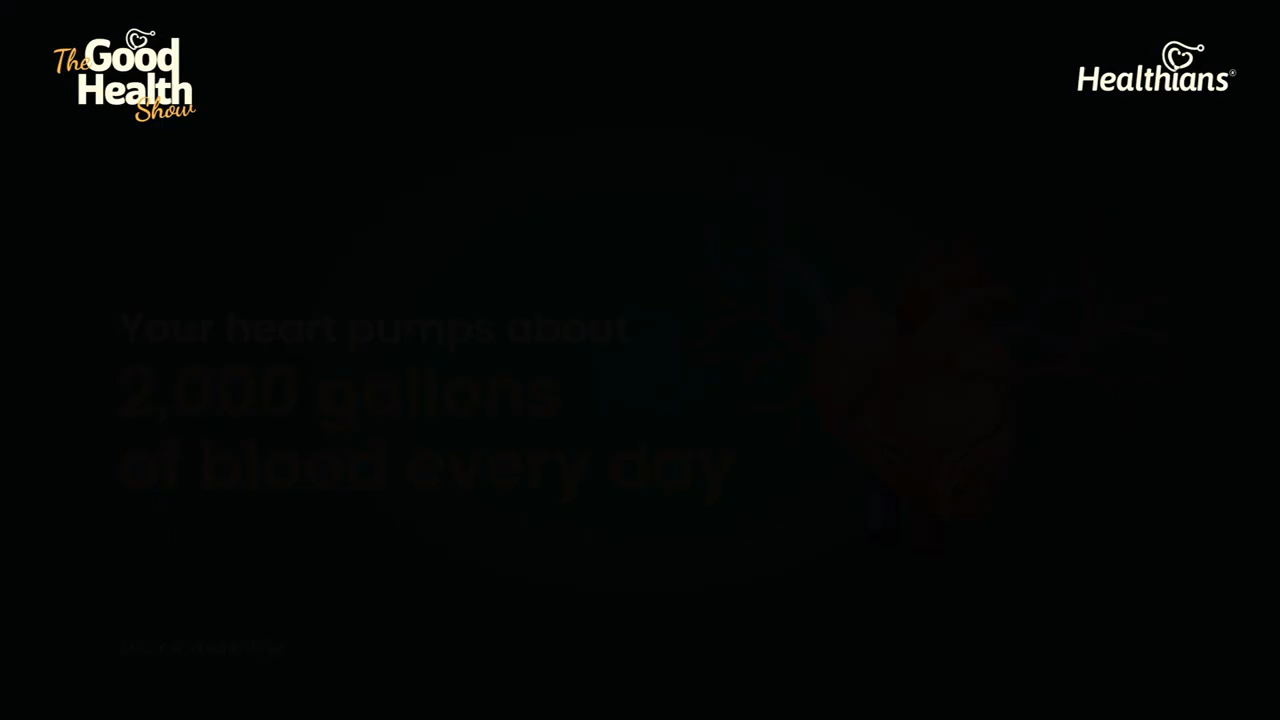 The Good
Health
Show
Healthians®
Your heart pumps about
2,000 gallons
of blood every day